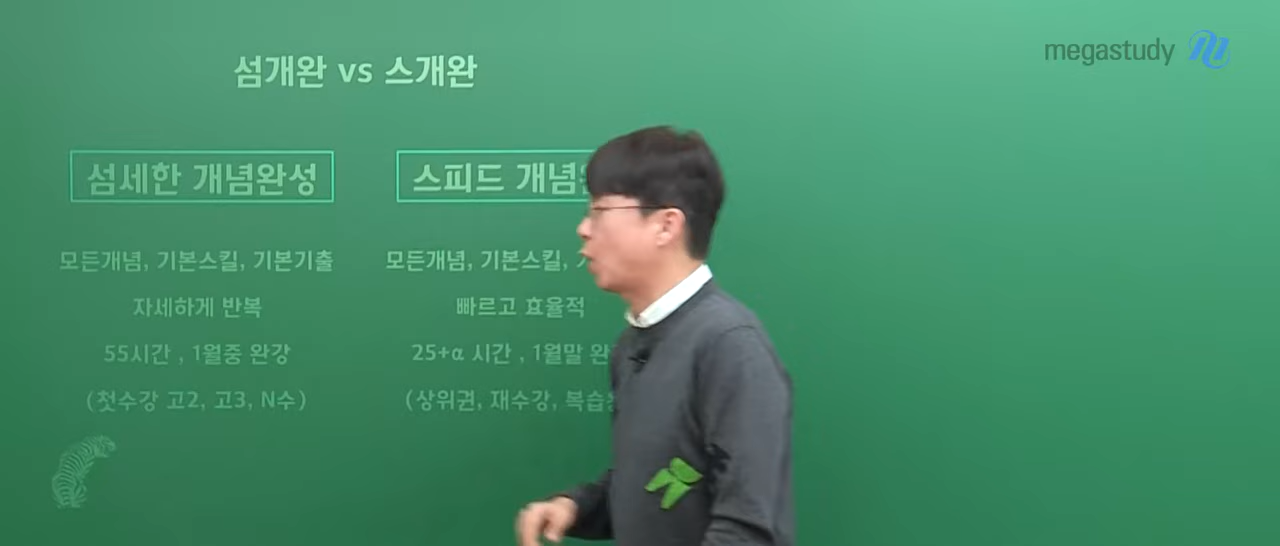 megastudy
섬개완 vs 스개완
섬세한 개념완성
스피드 개념
모든개념, 기본스킬, 기본기출
모든개념, 기본스킬,
자세하게 반복
빠르고 효율적
55시간 , 1월중 완강
25+α 시간 , 1월말 완
(첫수강 고2, 고3, N수)
(상위권, 재수강, 복습